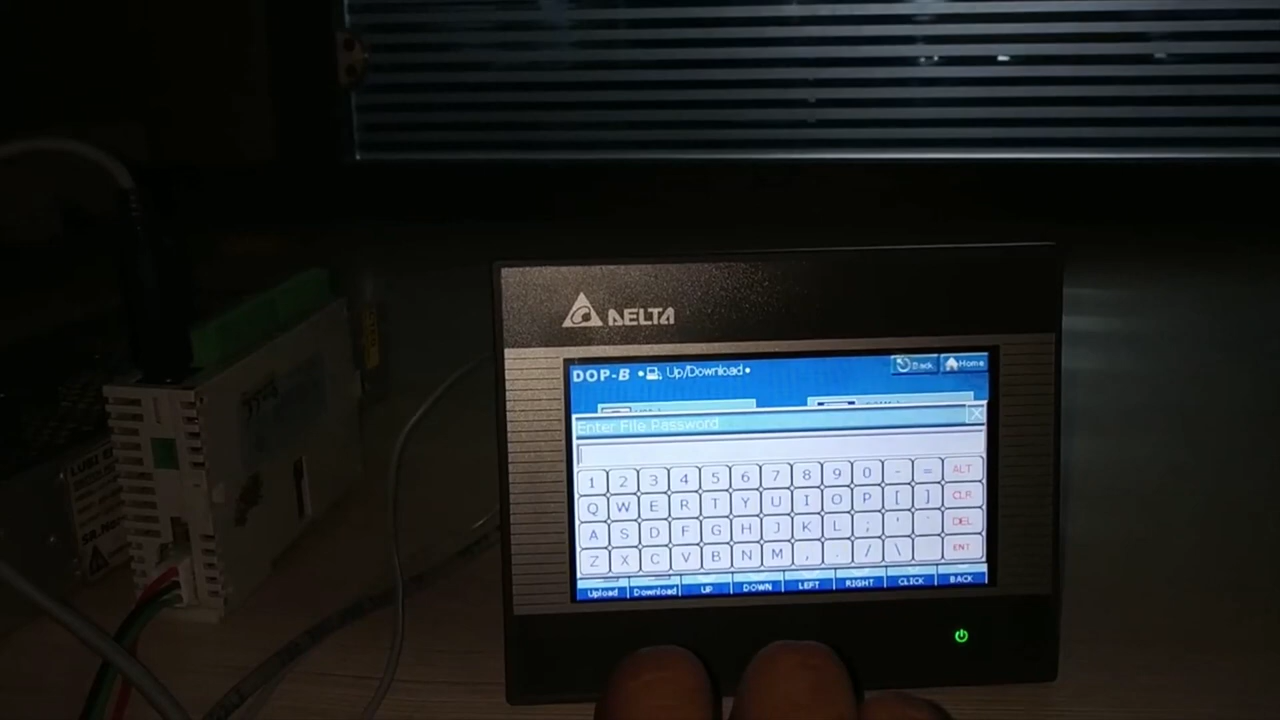 DELTA
DOP-B • Up/Download •
Back
Home
Enter File Password
X
1 2 3 4 5 6 7 8 9 0 - = ALT
Q W E R T Y U I O P [ ] CLR
A S D F G H J K L ; ' ` DEL
Z X C V B N M , . / \ ENT
Upload Download UP DOWN LEFT RIGHT CLICK BACK